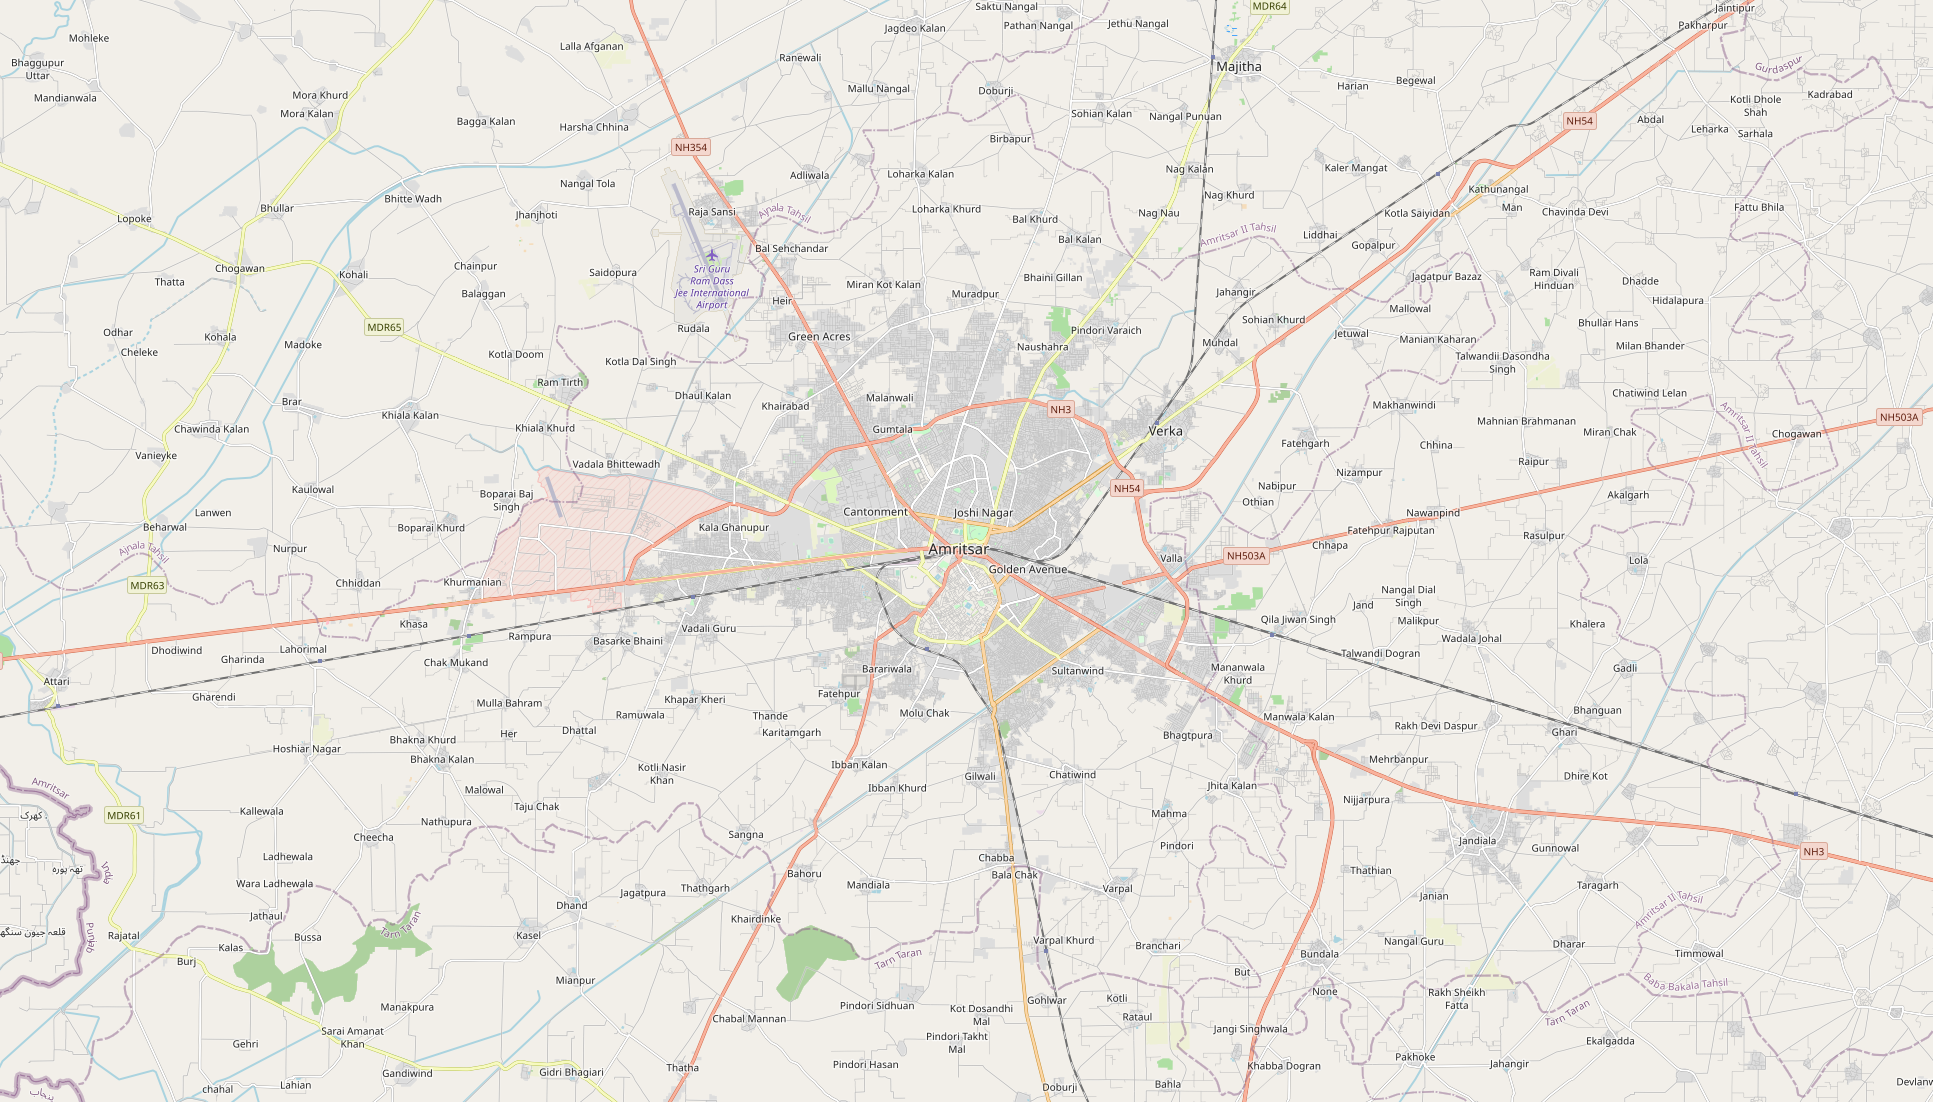 Saktu Nangal
MDR64
Jaintipur
Mohleke
Jagdeo Kalan
Pathan Nangal
Jethu Nangal
Pakharpur
Lalla Afganan
Ranewali
Bhaggupur
Uttar
Majitha
Gurdaspur
Mandianwala
Mora Khurd
Mora Kalan
Mallu Nangal
Doburji
Harian
Begewal
Kadrabad
Kotli Dhole
Shah
Bagga Kalan
Harsha Chhina
Sohian Kalan
Nangal Punuan
NH54
Abdal
Leharka
Sarhala
NH354
Birbapur
Adliwala
Loharka Kalan
Nag Kalan
Kaler Mangat
Nangal Tola
Bhitte Wadh
Nag Khurd
Kathunangal
Bhullar
Jhanjhoti
Raja Sansi
Ajnala Tahsil
Loharka Khurd
Bal Khurd
Nag Nau
Kotla Saiyidan
Man
Chavinda Devi
Fattu Bhila
Lopoke
Amritsar II Tahsil
Liddhai
Gopalpur
Bal Sehchandar
Bal Kalan
Chogawan
Kohali
Chainpur
Saidopura
Sri Guru
Ram Dass
Jee International
Airport
Thatta
Balaggan
Miran Kot Kalan
Muradpur
Bhaini Gillan
Jahangir
Jagatpur Bazaz
Ram Divali
Hinduan
Dhadde
Hidalapura
Heir
Mallowal
Sohian Khurd
Bhullar Hans
Odhar
Kohala
MDR65
Rudala
Green Acres
Pindori Varaich
Jetuwal
Manian Kaharan
Milan Bhander
Cheleke
Madoke
Kotla Doom
Kotla Dal Singh
Naushahra
Muhdal
Talwandii Dasondha
Singh
Ram Tirth
Dhaul Kalan
Malanwali
Chatiwind Lelan
Brar
Khiala Kalan
Khairabad
NH3
Makhanwindi
Amritsar II Tahsil
NH503A
Chawinda Kalan
Khiala Khurd
Gumtala
Verka
Mahnian Brahmanan
Miran Chak
Chogawan
Vanieyke
Fatehgarh
Chhina
Vadala Bhittewadh
Raipur
Nizampur
Kaulowal
Boparai Baj
Singh
NH54
Nabipur
Othian
Akalgarh
Lanwen
Beharwal
Boparai Khurd
Kala Ghanupur
Cantonment
Joshi Nagar
Nawanpind
Fatehpur Rajputan
Rasulpur
Ajnala Tahsil
Nurpur
Amritsar
Valla
NH503A
Chhapa
Lola
Chhiddan
Khurmanian
Golden Avenue
MDR63
Nangal Dial
Singh
Jand
Khasa
Vadali Guru
Qila Jiwan Singh
Malikpur
Khalera
Rampura
Basarke Bhaini
Wadala Johal
Dhodiwind
Lahorimal
Gharinda
Chak Mukand
Talwandi Dogran
Barariwala
Sultanwind
Mananwala
Khurd
Gadli
Attari
Gharendi
Mulla Bahram
Khapar Kheri
Fatehpur
Ramuwala
Thande
Molu Chak
Manwala Kalan
Rakh Devi Daspur
Bhanguan
Ghari
Karitamgarh
Her
Dhattal
Bhagtpura
Hoshiar Nagar
Bhakna Khurd
Bhakna Kalan
Kotli Nasir
Khan
Ibban Kalan
Gilwali
Chatiwind
Mehrbanpur
Dhire Kot
Amritsar
Malowal
Ibban Khurd
Jhita Kalan
Nijjarpura
Kallewala
MDR61
Taju Chak
Mahma
Nathupura
Cheecha
Sangna
Jandiala
Pindori
Gunnowal
NH3
Ladhewala
Chabba
Bala Chak
India
Wara Ladhewala
Jagatpura
Thathgarh
Bahoru
Mandiala
Varpal
Thathian
Taragarh
Janian
Amritsar II Tahsil
Jathaul
Dhand
Khairdinke
Tarn Taran
Punjab
Rajatal
Bussa
Kasel
Varpal Khurd
Branchari
Nangal Guru
Dharar
Kalas
Tarn Taran
Bundala
Timmowal
Burj
Mianpur
But
None
Baba Bakala Tahsil
Manakpura
Pindori Sidhuan
Kot Dosandhi
Mal
Gohlwar
Kotli
Rakh Sheikh
Fatta
Tarn Taran
Chabal Mannan
Rataul
Sarai Amanat
Khan
Gehri
Pindori Takht
Mal
Jangi Singhwala
Ekalgadda
Pakhoke
Thatha
Pindori Hasan
Khabba Dogran
Jahangir
Gandiwind
Gidri Bhagiari
chahal
Lahian
Doburji
Bahla